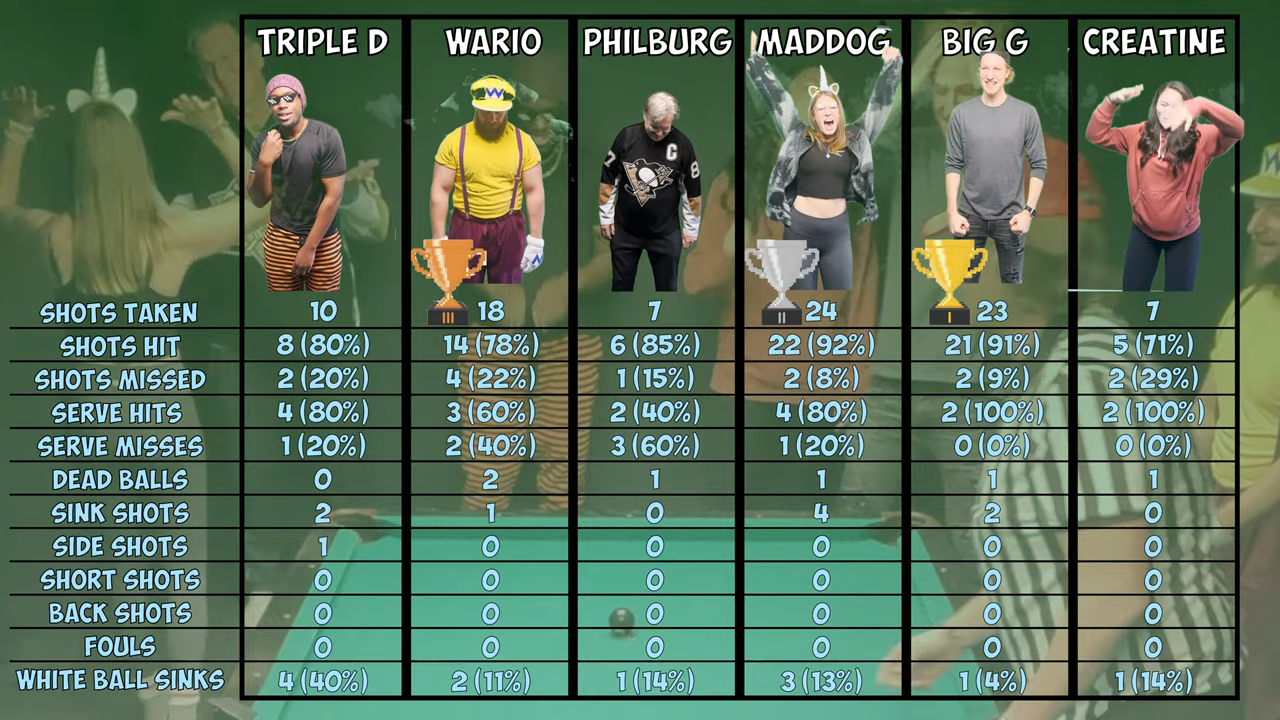 TRIPLE D WARIO PHILBURG MADDOG BIG G CREATINE
W
C
7 8
W
III II I
SHOTS TAKEN 10 18 7 24 23 7
SHOTS HIT 8 (80%) 14 (78%) 6 (85%) 22 (92%) 21 (91%) 5 (71%)
SHOTS MISSED 2 (20%) 4 (22%) 1 (15%) 2 (8%) 2 (9%) 2 (29%)
SERVE HITS 4 (80%) 3 (60%) 2 (40%) 4 (80%) 2 (100%) 2 (100%)
SERVE MISSES 1 (20%) 2 (40%) 3 (60%) 1 (20%) 0 (0%) 0 (0%)
DEAD BALLS 0 2 1 1 1 1
SINK SHOTS 2 1 0 4 2 0
SIDE SHOTS 1 0 0 0 0 0
SHORT SHOTS 0 0 0 0 0 0
BACK SHOTS 0 0 0 0 0 0
FOULS 0 0 0 0 0 0
WHITE BALL SINKS 4 (40%) 2 (11%) 1 (14%) 3 (13%) 1 (4%) 1 (14%)